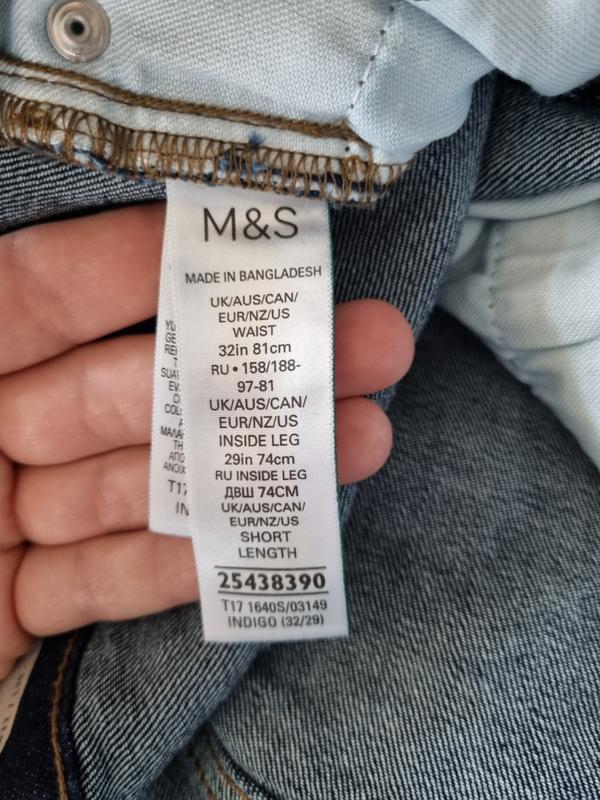 M&S
MADE IN BANGLADESH
UK/AUS/CAN/
EUR/NZ/US
WAIST
32in 81cm
RU • 158/188-
97-81
UK/AUS/CAN/
EUR/NZ/US
INSIDE LEG
29in 74cm
RU INSIDE LEG
ДВШ 74CM
UK/AUS/CAN/
EUR/NZ/US
SHORT
LENGTH
25438390
T17 1640S/03149
INDIGO (32/29)